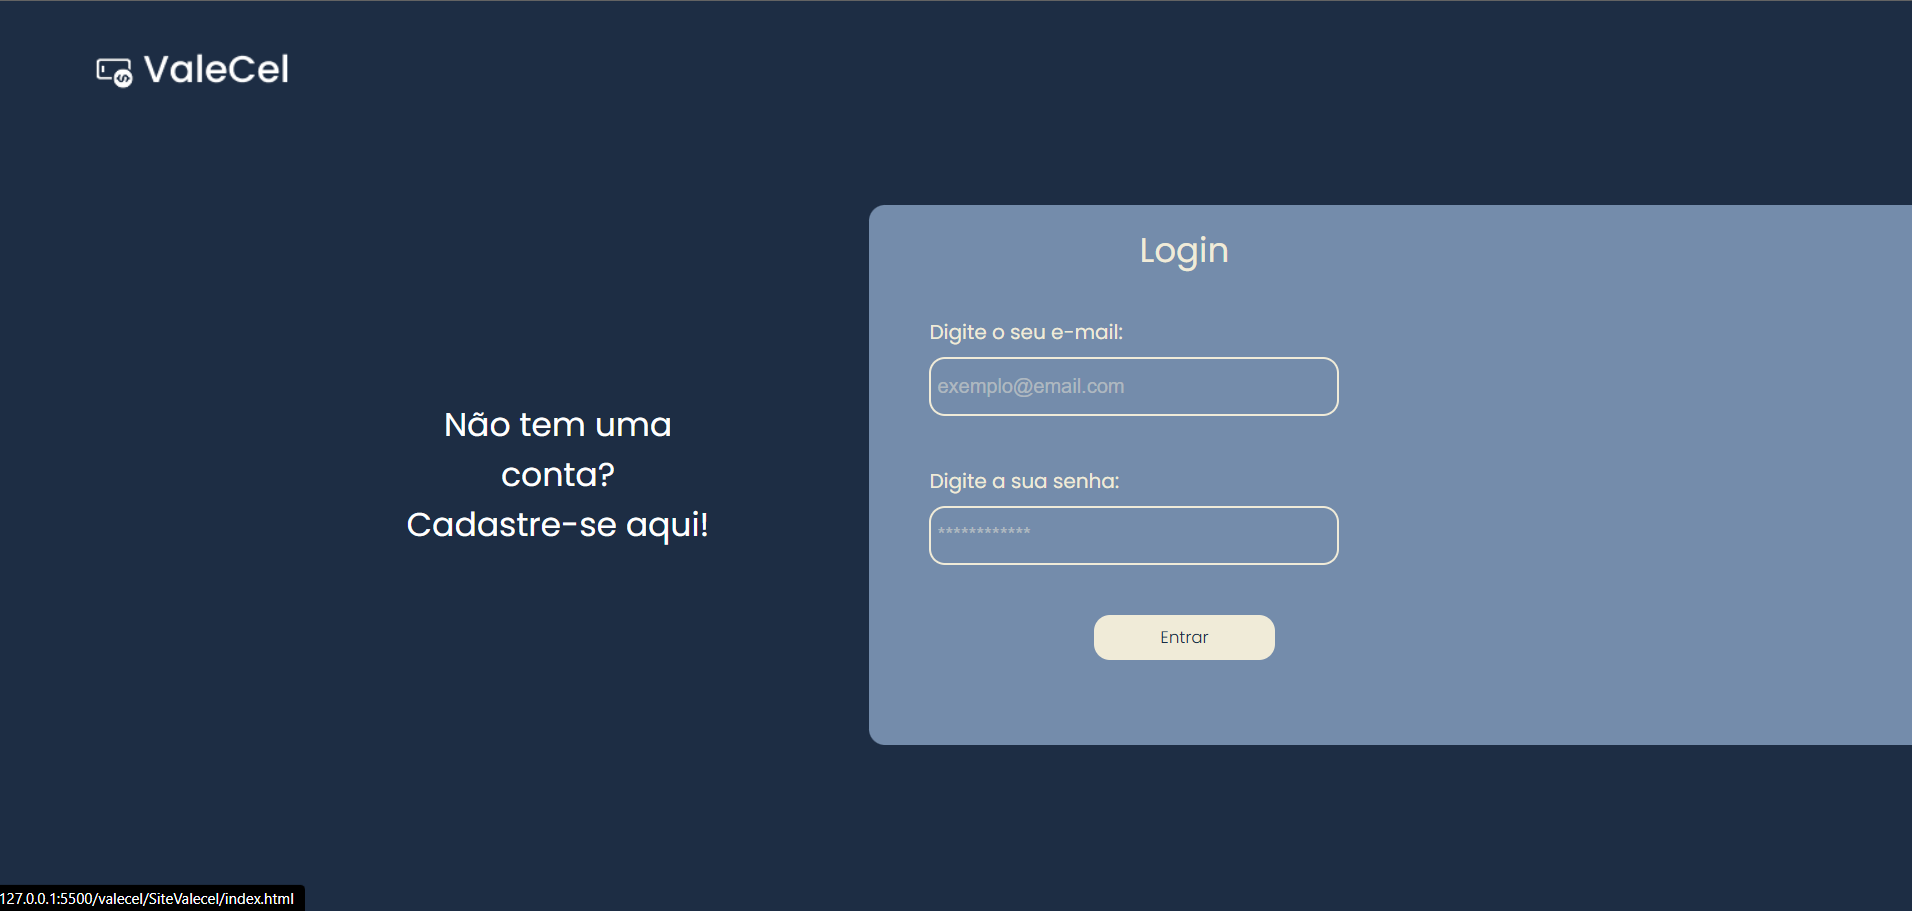 ValeCel
Login
Digite o seu e-mail:
exemplo@email.com
Não tem uma
conta?
Cadastre-se aqui!
Digite a sua senha:
************
Entrar
127.0.0.1:5500/valecel/SiteValecel/index.html